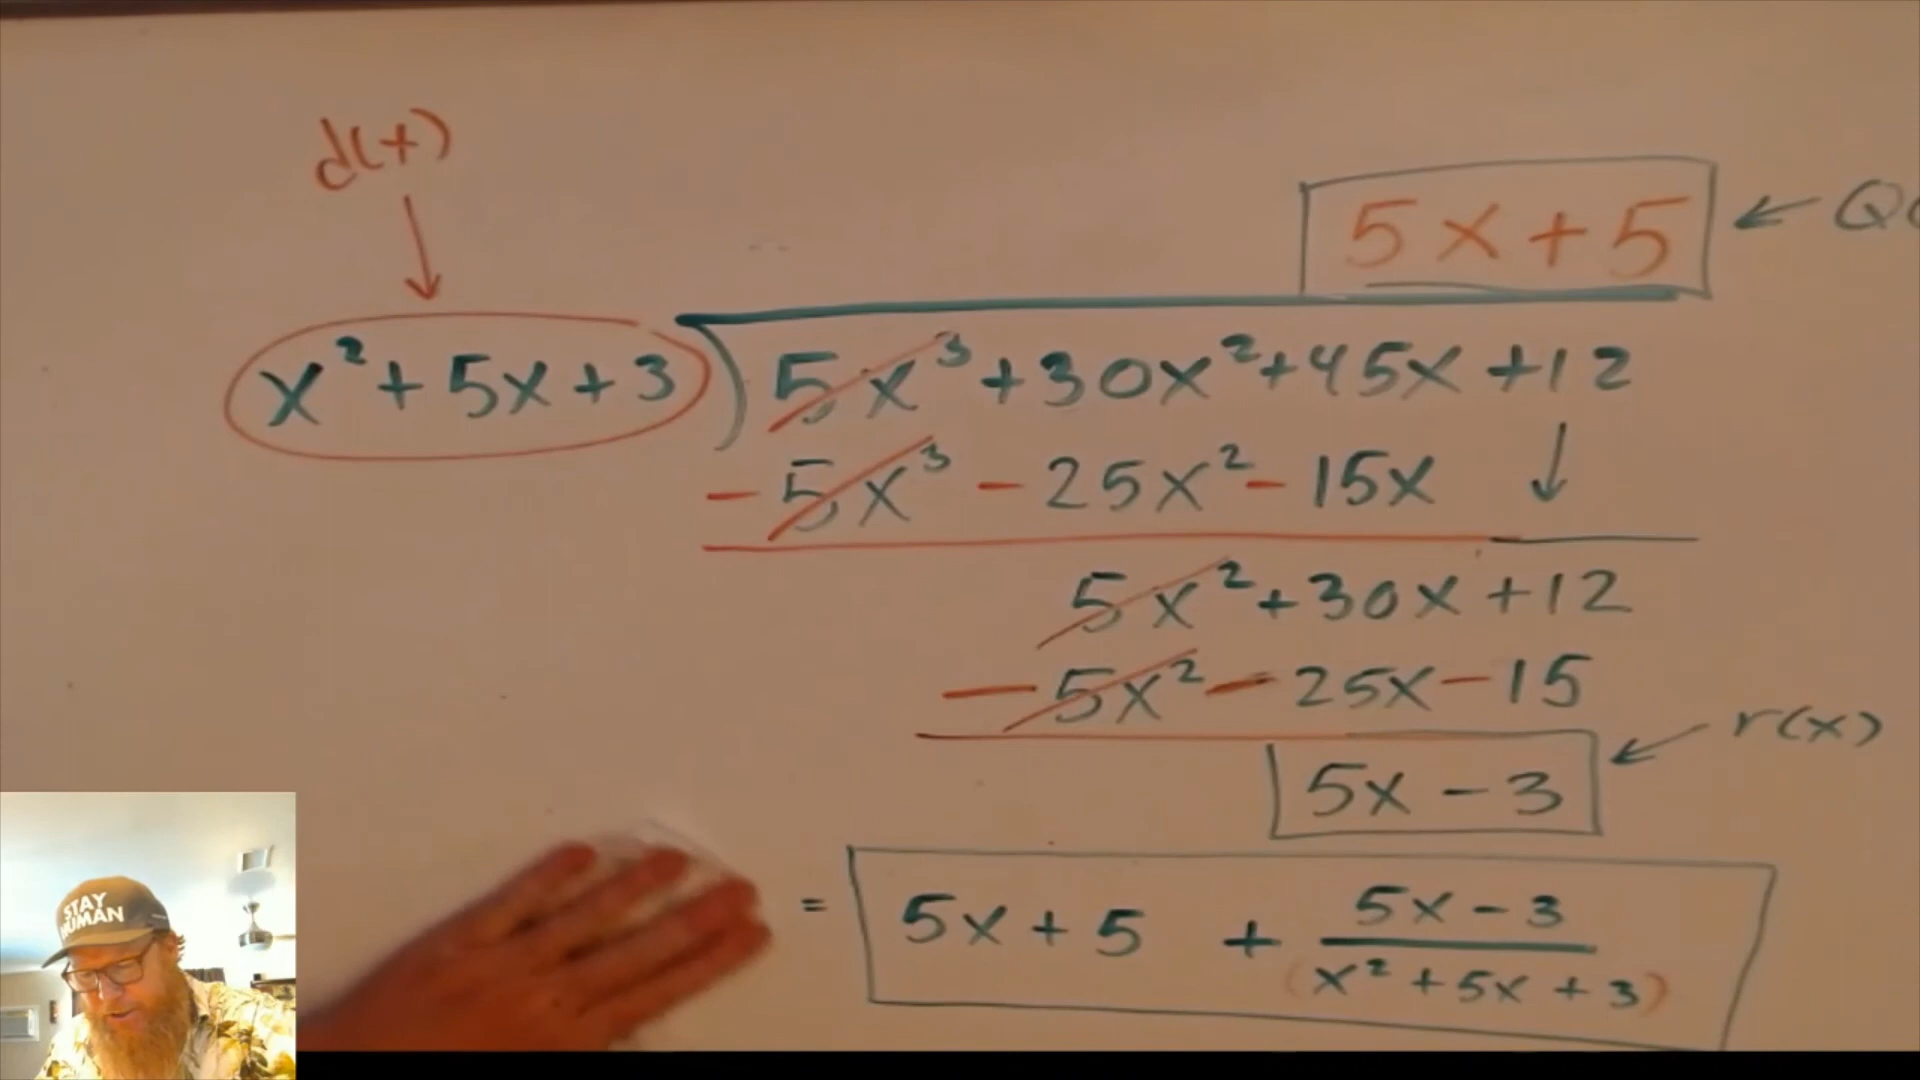 d(x)
5x+5 ← Q(
x²+5x+3 ) 5x³+30x²+45x+12
-5x³-25x²-15x
5x²+30x+12
-5x²-25x-15
r(x)
5x-3
= 5x+5 + (5x-3)/(x²+5x+3)
STAY
HUMAN